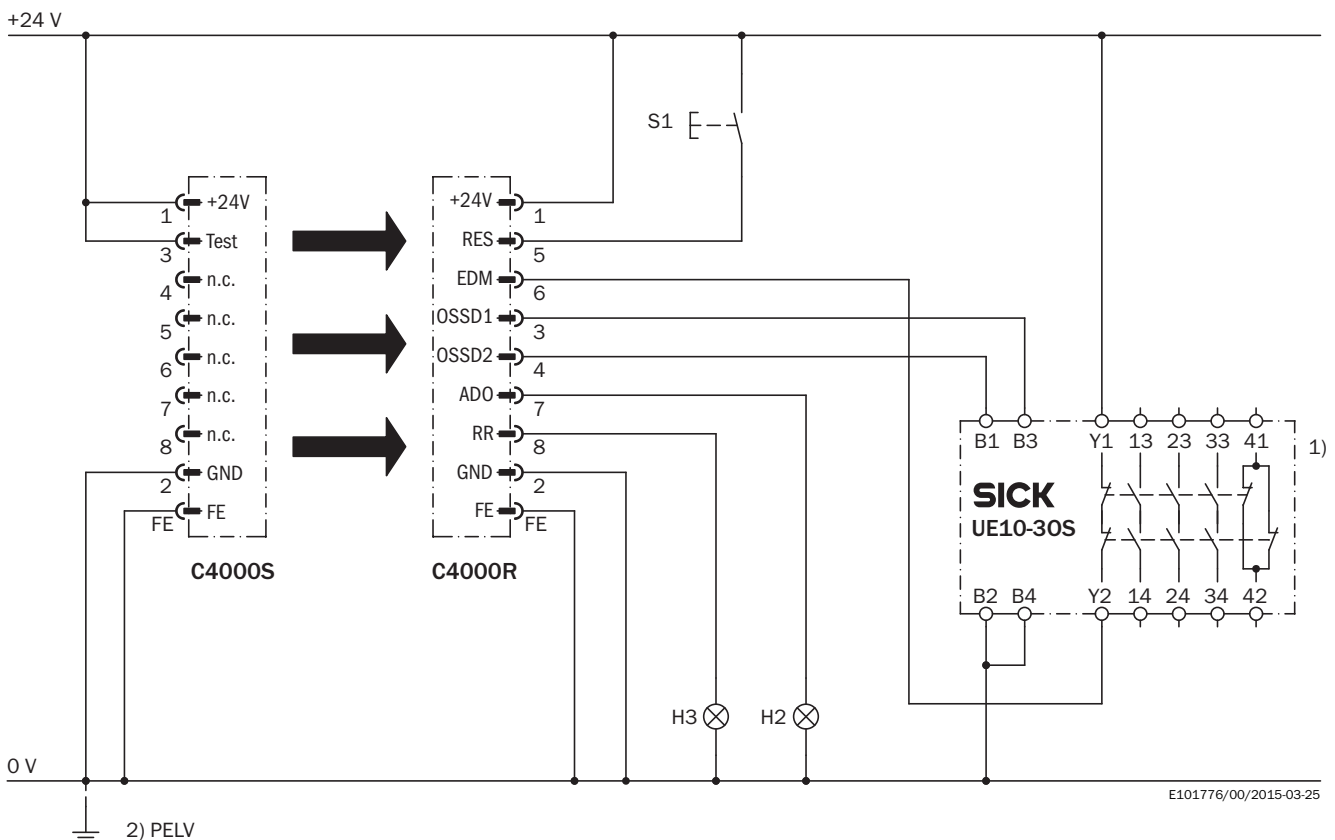 +24 V
S1
1 +24V
3 Test
4 n.c.
5 n.c.
6 n.c.
7 n.c.
8 n.c.
2 GND
FE FE
C4000S
+24V 1
RES 5
EDM 6
OSSD1 3
OSSD2 4
ADO 7
RR 8
GND 2
FE FE
C4000R
B1 B3 Y1 13 23 33 41
1)
SICK
UE10-3OS
B2 B4 Y2 14 24 34 42
H3 H2
0 V
E101776/00/2015-03-25
2) PELV